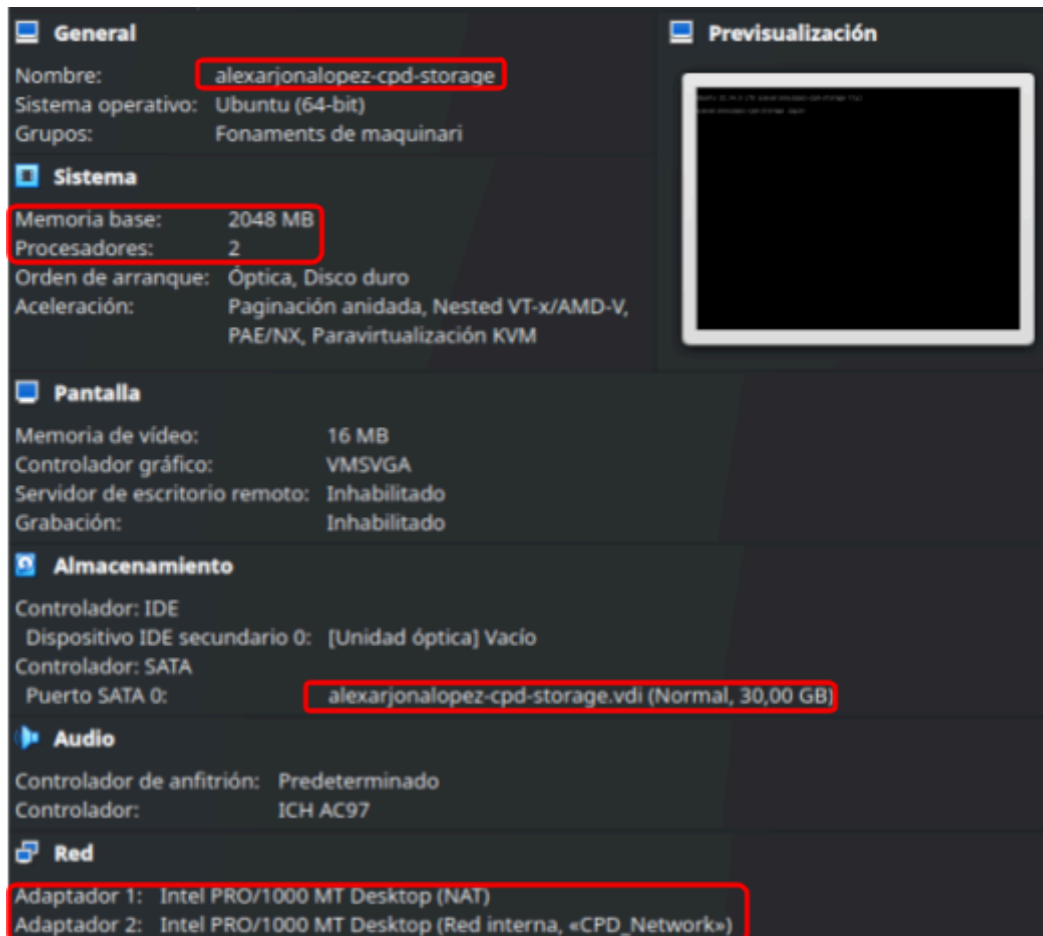 General
Nombre: alexarjonalopez-cpd-storage
Sistema operativo: Ubuntu (64-bit)
Grupos: Fonaments de maquinari
Previsualización
Sistema
Memoria base: 2048 MB
Procesadores: 2
Orden de arranque: Óptica, Disco duro
Aceleración: Paginación anidada, Nested VT-x/AMD-V,
PAE/NX, Paravirtualización KVM
Pantalla
Memoria de vídeo: 16 MB
Controlador gráfico: VMSVGA
Servidor de escritorio remoto: Inhabilitado
Grabación: Inhabilitado
Almacenamiento
Controlador: IDE
Dispositivo IDE secundario 0: [Unidad óptica] Vacío
Controlador: SATA
Puerto SATA 0: alexarjonalopez-cpd-storage.vdi (Normal, 30,00 GB)
Audio
Controlador de anfitrión: Predeterminado
Controlador: ICH AC97
Red
Adaptador 1: Intel PRO/1000 MT Desktop (NAT)
Adaptador 2: Intel PRO/1000 MT Desktop (Red interna, «CPD_Network»)